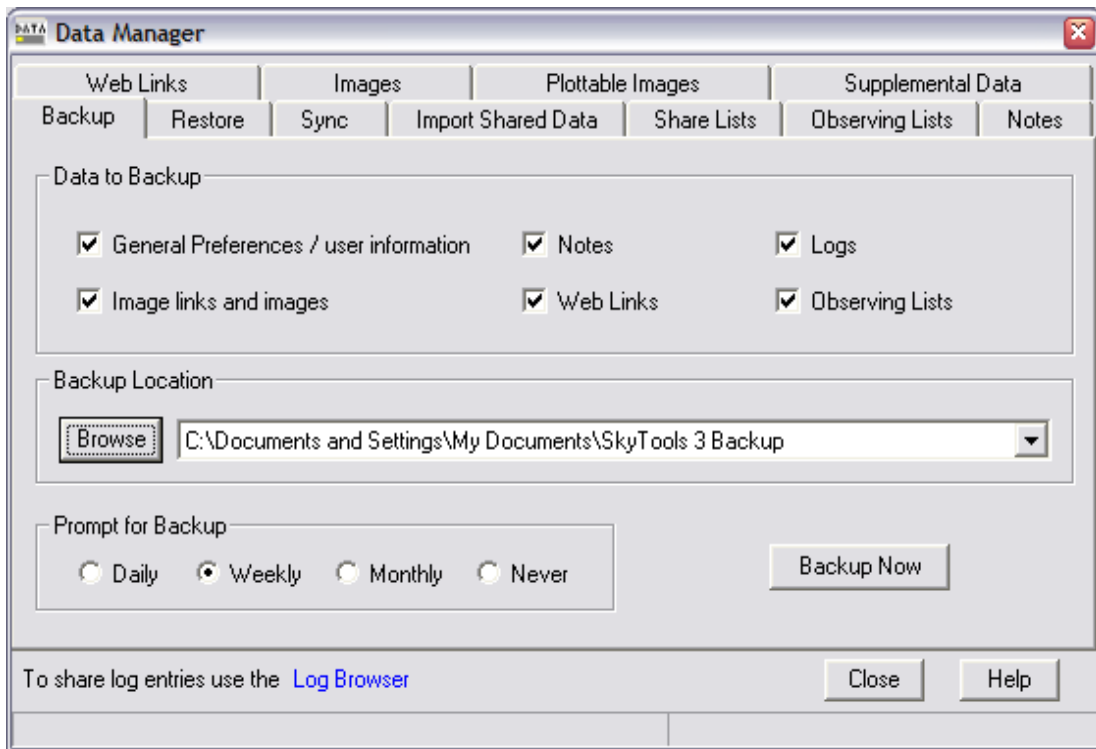 DATA Data Manager
Web Links Images Plottable Images Supplemental Data
Backup Restore Sync Import Shared Data Share Lists Observing Lists Notes
Data to Backup
General Preferences / user information Notes Logs
Image links and images Web Links Observing Lists
Backup Location
Browse C:\Documents and Settings\My Documents\SkyTools 3 Backup
Prompt for Backup
Daily Weekly Monthly Never Backup Now
To share log entries use the Log Browser Close Help